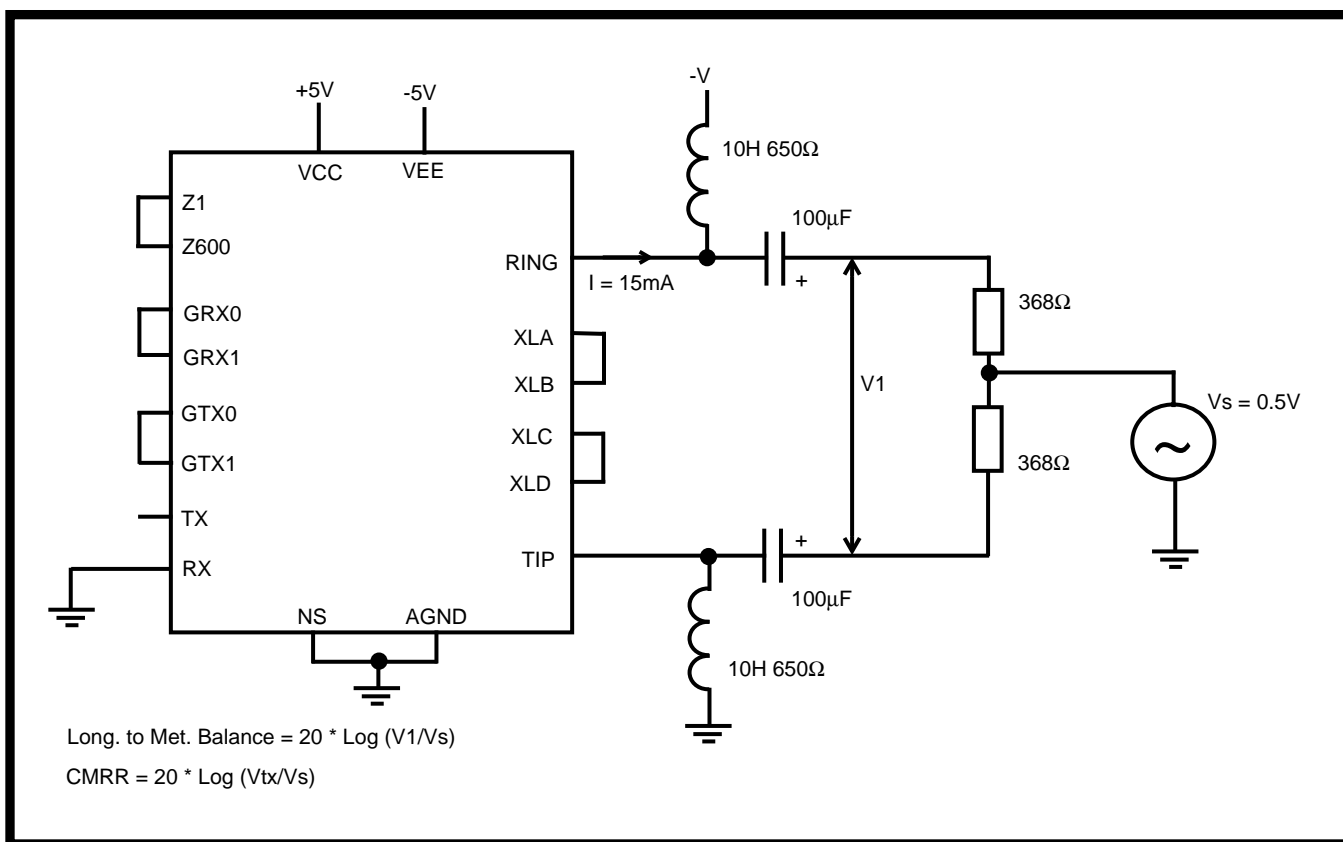 +5V
-5V
-V
VCC
VEE
10H 650Ω
Z1
Z600
100μF
RING
I = 15mA
+
GRX0
GRX1
368Ω
XLA
XLB
V1
Vs = 0.5V
GTX0
GTX1
XLC
XLD
368Ω
TX
RX
TIP
+
100μF
NS
AGND
10H 650Ω
Long. to Met. Balance = 20 * Log (V1/Vs)
CMRR = 20 * Log (Vtx/Vs)